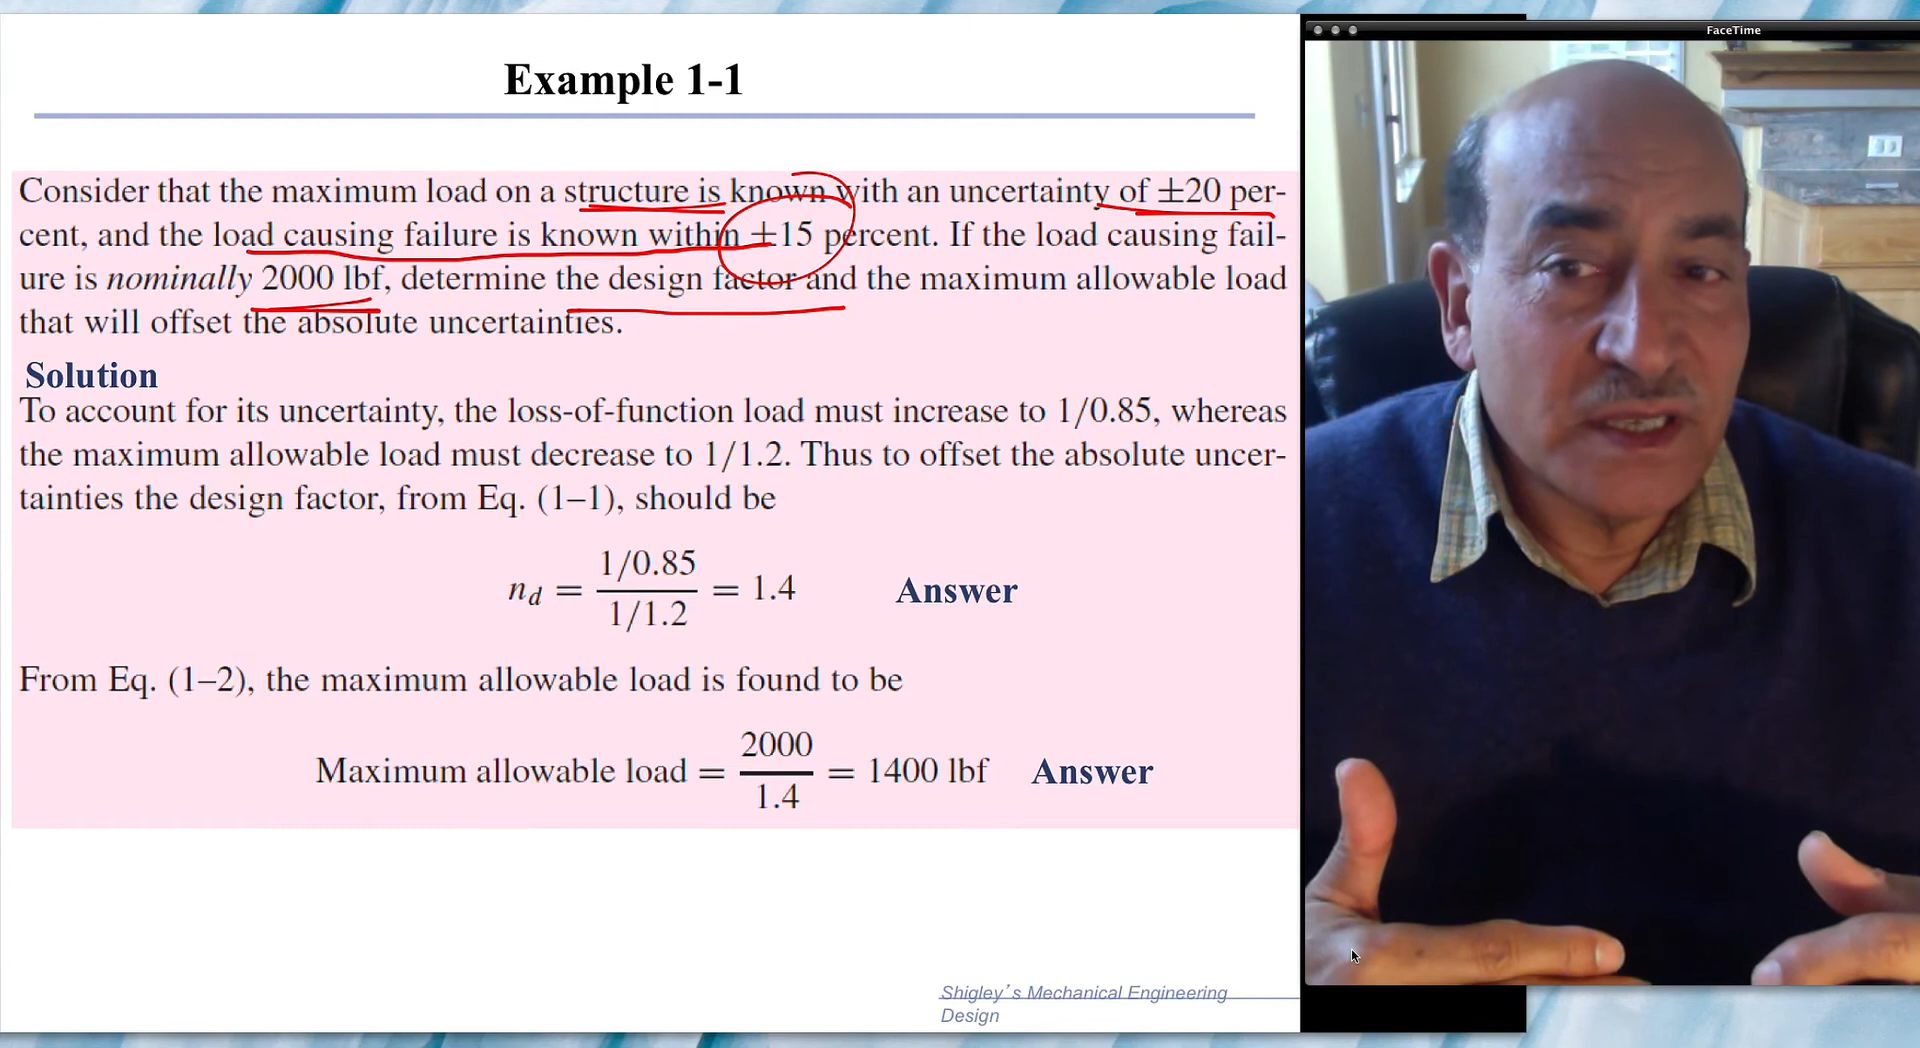 Example 1-1
FaceTime
Consider that the maximum load on a structure is known with an uncertainty of ±20 per-
cent, and the load causing failure is known within ±15 percent. If the load causing fail-
ure is nominally 2000 lbf, determine the design factor and the maximum allowable load
that will offset the absolute uncertainties.
Solution
To account for its uncertainty, the loss-of-function load must increase to 1/0.85, whereas
the maximum allowable load must decrease to 1/1.2. Thus to offset the absolute uncer-
tainties the design factor, from Eq. (1–1), should be
n_d = \frac{1/0.85}{1/1.2} = 1.4 Answer
From Eq. (1–2), the maximum allowable load is found to be
Maximum allowable load = \frac{2000}{1.4} = 1400 lbf Answer
Shigley's Mechanical Engineering
Design